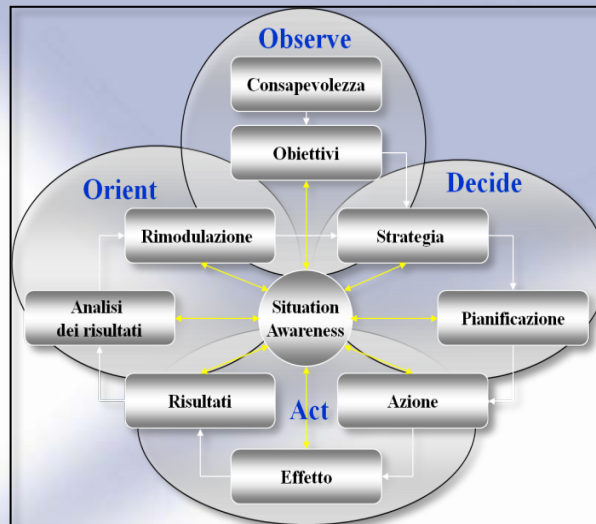 Observe
Consapevolezza
Obiettivi
Orient
Decide
Rimodulazione
Strategia
Situation
Awareness
Analisi
dei risultati
Pianificazione
Risultati
Act
Azione
Effetto